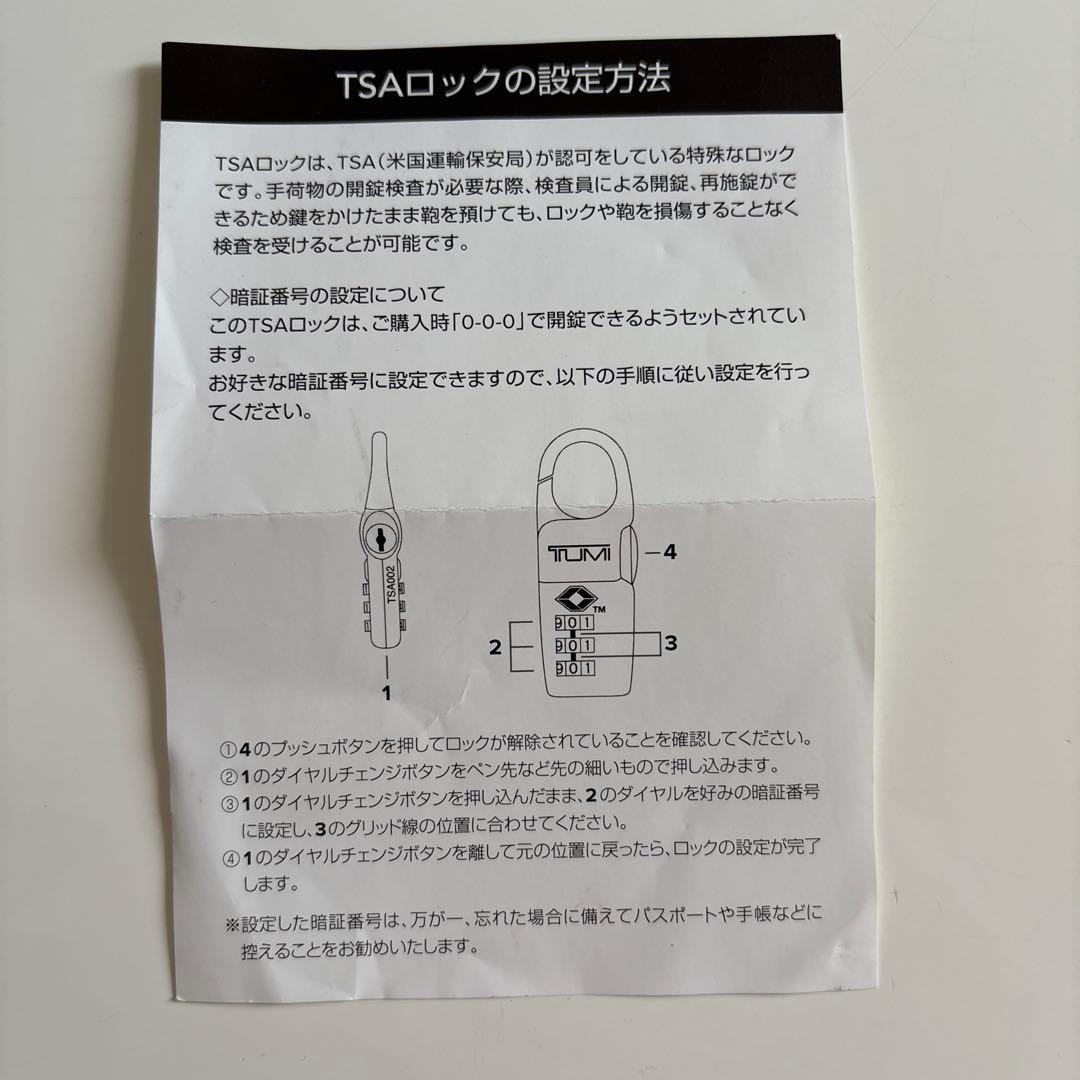 TSAロックの設定方法
TSAロックは、TSA(米国運輸保安局)が認可をしている特殊なロック
です。手荷物の開錠検査が必要な際、検査員による開錠、再施錠がで
きるため鍵をかけたまま鞄を預けても、ロックや鞄を損傷することなく
検査を受けることが可能です。
◇暗証番号の設定について
このTSAロックは、ご購入時「0-0-0」で開錠できるようセットされてい
ます。
お好きな暗証番号に設定できますので、以下の手順に従い設定を行っ
てください。
TSA002
1
TUMI
4
TM
901
901
901
2
3
①4のプッシュボタンを押してロックが解除されていることを確認してください。
②1のダイヤルチェンジボタンをペン先など先の細いもので押し込みます。
③1のダイヤルチェンジボタンを押し込んだまま、2のダイヤルを好みの暗証番号
に設定し、3のグリッド線の位置に合わせてください。
④1のダイヤルチェンジボタンを離して元の位置に戻ったら、ロックの設定が完了
します。
※設定した暗証番号は、万が一、忘れた場合に備えてパスポートや手帳などに
控えることをお勧めいたします。